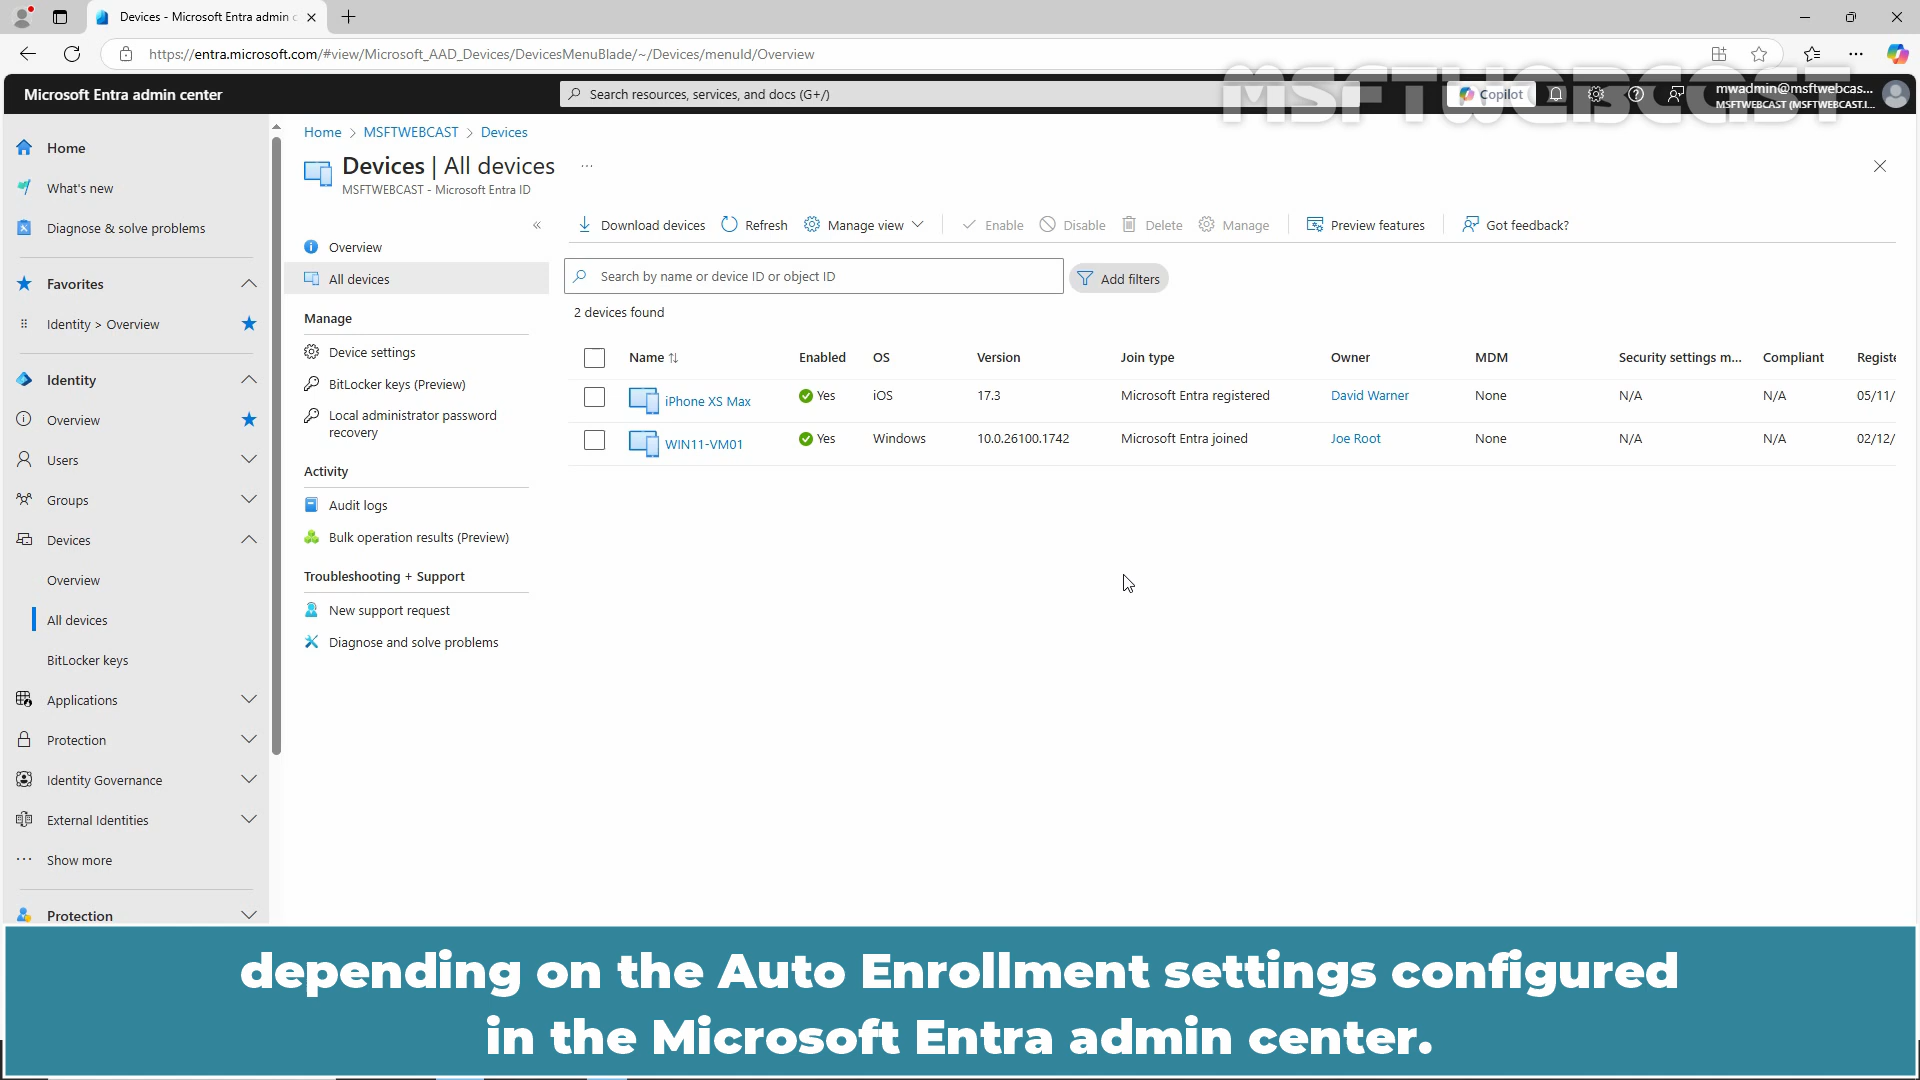 Devices - Microsoft Entra admin c
https://entra.microsoft.com/#view/Microsoft_AAD_Devices/DevicesMenuBlade/~/Devices/menuId/Overview
Microsoft Entra admin center
Search resources, services, and docs (G+/)
MSFTWEBCAST
Copilot
mwadmin@msftwebcas...
MSFTWEBCAST (MSFTWEBCAST.I...
Home
What's new
Diagnose & solve problems
Favorites
Identity > Overview
Identity
Overview
Users
Groups
Devices
Overview
All devices
BitLocker keys
Applications
Protection
Identity Governance
External Identities
Show more
Protection
Home > MSFTWEBCAST > Devices
Devices | All devices
MSFTWEBCAST - Microsoft Entra ID
Overview
All devices
Manage
Device settings
BitLocker keys (Preview)
Local administrator password
recovery
Activity
Audit logs
Bulk operation results (Preview)
Troubleshooting + Support
New support request
Diagnose and solve problems
Download devices Refresh Manage view Enable Disable Delete Manage Preview features Got feedback?
Search by name or device ID or object ID
Add filters
2 devices found
Name Enabled OS Version Join type Owner MDM Security settings m... Compliant Registe
iPhone XS Max Yes iOS 17.3 Microsoft Entra registered David Warner None N/A N/A 05/11/
WIN11-VM01 Yes Windows 10.0.26100.1742 Microsoft Entra joined Joe Root None N/A N/A 02/12/
depending on the Auto Enrollment settings configured
in the Microsoft Entra admin center.